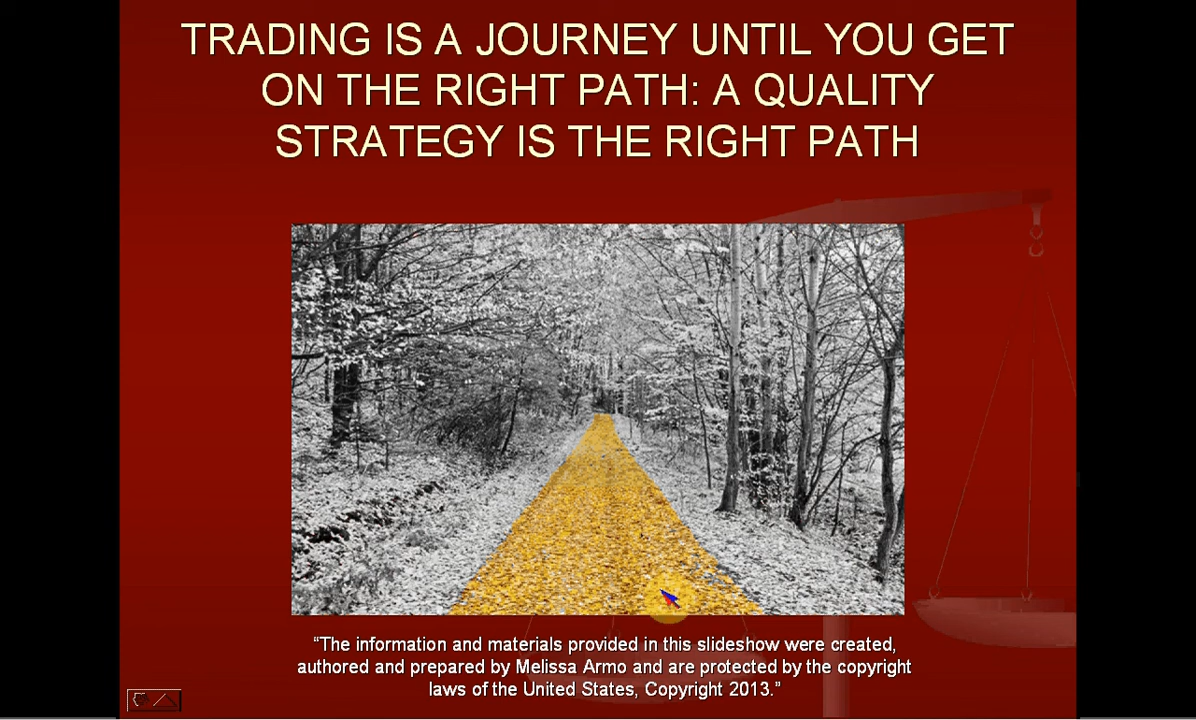 TRADING IS A JOURNEY UNTIL YOU GET
ON THE RIGHT PATH: A QUALITY
STRATEGY IS THE RIGHT PATH
“The information and materials provided in this slideshow were created,
authored and prepared by Melissa Armo and are protected by the copyright
laws of the United States, Copyright 2013.”